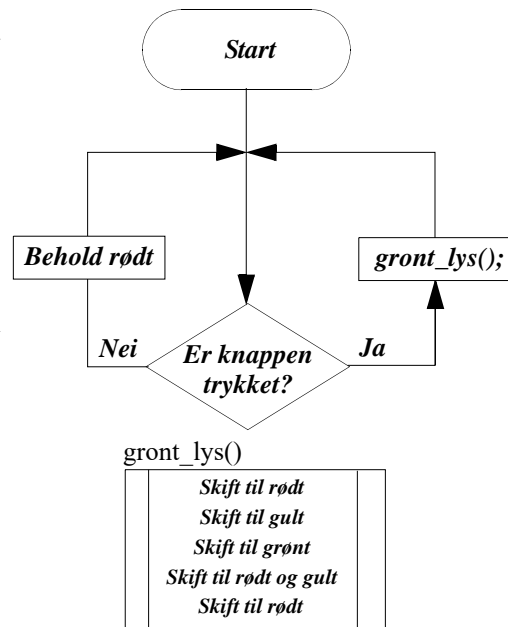 Start
Behold rødt
gront_lys();
Nei
Er knappen
trykket?
Ja
gront_lys()
Skift til rødt
Skift til gult
Skift til grønt
Skift til rødt og gult
Skift til rødt